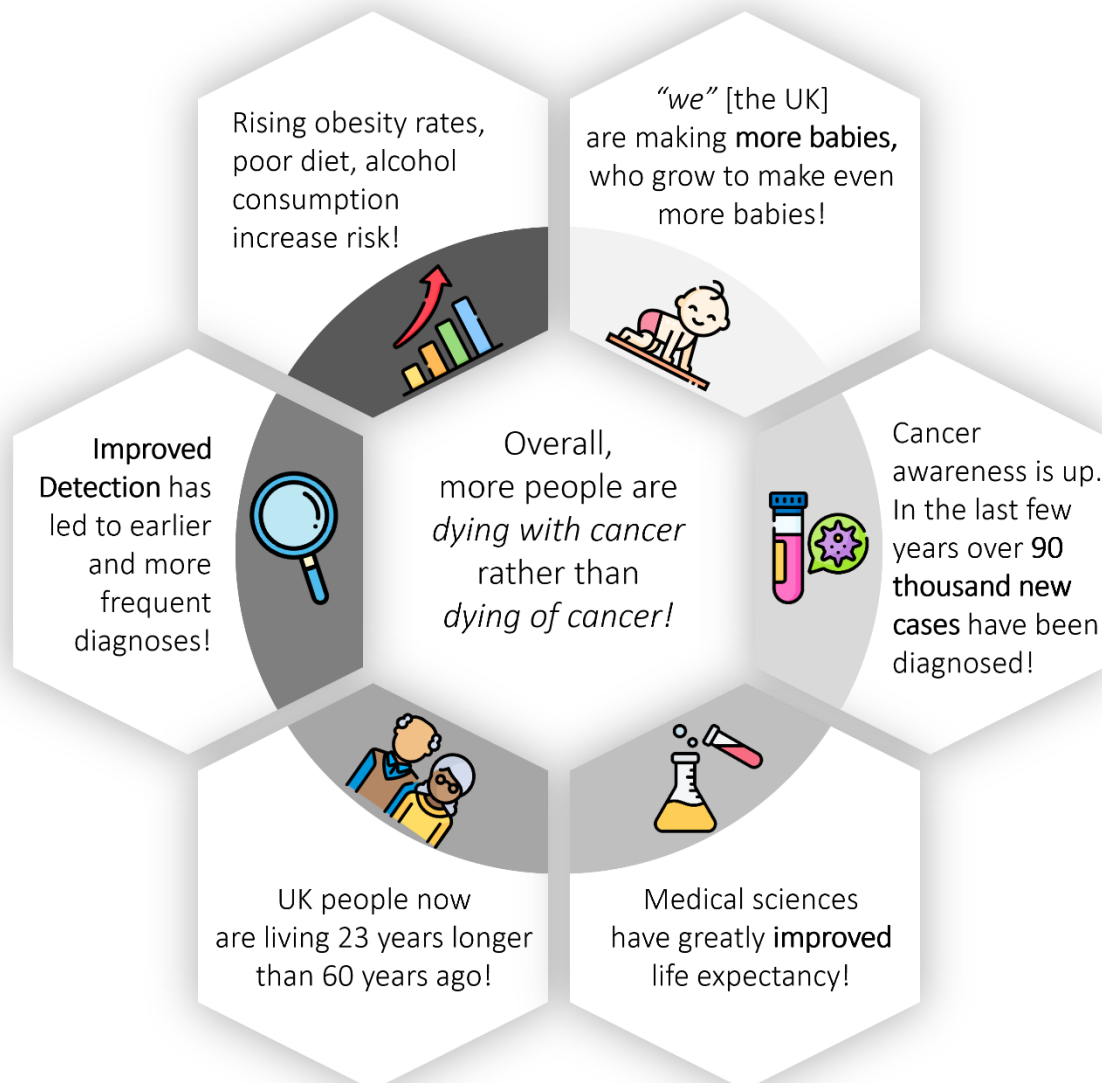 Rising obesity rates,
poor diet, alcohol
consumption
increase risk!
“we” [the UK]
are making more babies,
who grow to make even
more babies!
Improved
Detection has
led to earlier
and more
frequent
diagnoses!
Overall,
more people are
dying with cancer
rather than
dying of cancer!
Cancer
awareness is up.
In the last few
years over 90
thousand new
cases have been
diagnosed!
UK people now
are living 23 years longer
than 60 years ago!
Medical sciences
have greatly improved
life expectancy!